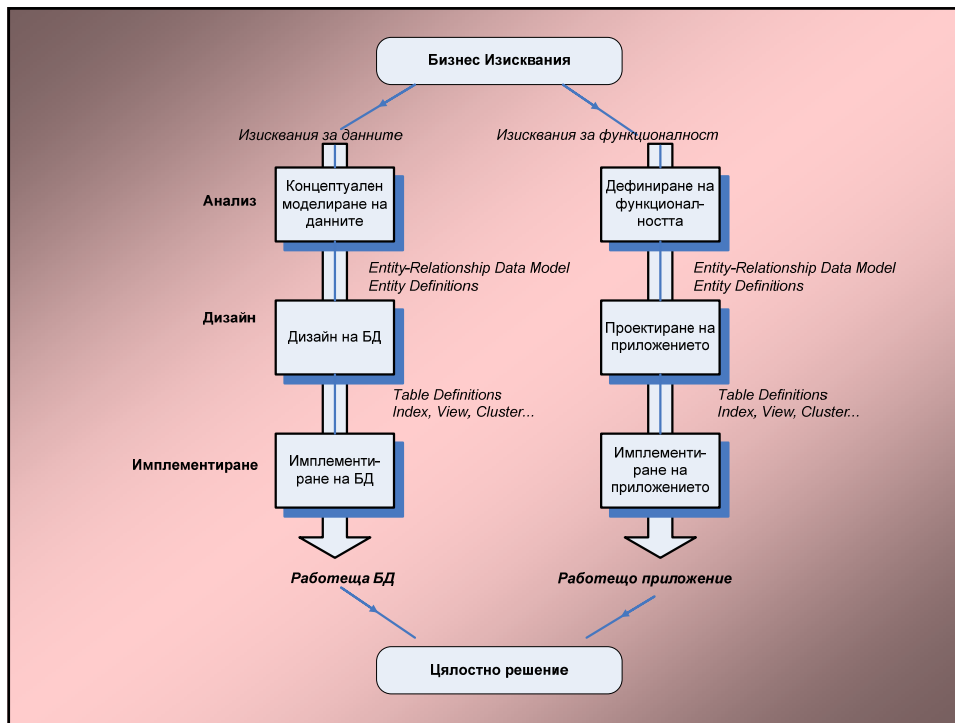 Бизнес Изисквания
Изисквания за данните
Изисквания за функционалност
Анализ
Концептуален
моделиране на
данните
Дефиниране на
функционал-
ността
Entity-Relationship Data Model
Entity Definitions
Entity-Relationship Data Model
Entity Definitions
Дизайн
Дизайн на БД
Проектиране на
приложението
Table Definitions
Index, View, Cluster...
Table Definitions
Index, View, Cluster...
Имплементиране
Имплементи-
ране на БД
Имплементи-
ране на
приложението
Работеща БД
Работещо приложение
Цялостно решение